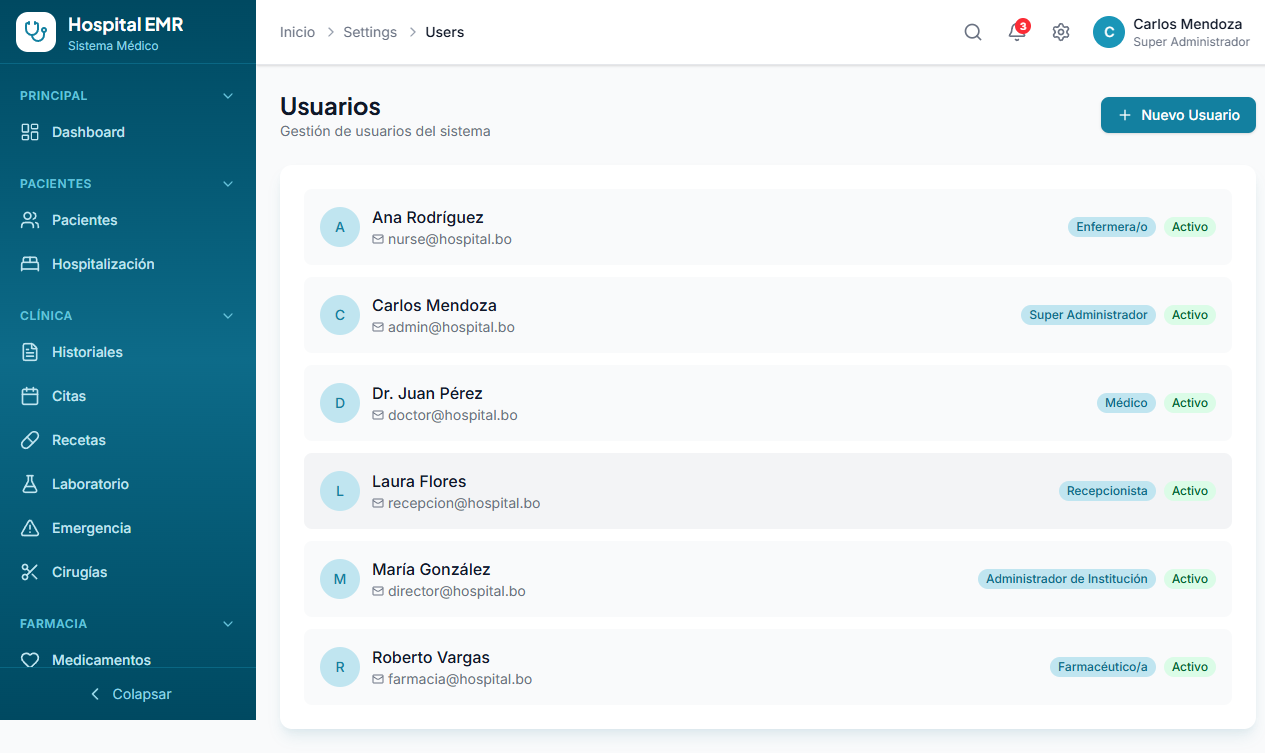 Hospital EMR
Sistema Médico
PRINCIPAL
Dashboard
PACIENTES
Pacientes
Hospitalización
CLÍNICA
Historiales
Citas
Recetas
Laboratorio
Emergencia
Cirugías
FARMACIA
Medicamentos
Colapsar
Inicio > Settings > Users
3
C
Carlos Mendoza
Super Administrador
Usuarios
Gestión de usuarios del sistema
+ Nuevo Usuario
A
Ana Rodríguez
nurse@hospital.bo
Enfermera/o
Activo
C
Carlos Mendoza
admin@hospital.bo
Super Administrador
Activo
D
Dr. Juan Pérez
doctor@hospital.bo
Médico
Activo
L
Laura Flores
recepcion@hospital.bo
Recepcionista
Activo
M
María González
director@hospital.bo
Administrador de Institución
Activo
R
Roberto Vargas
farmacia@hospital.bo
Farmacéutico/a
Activo